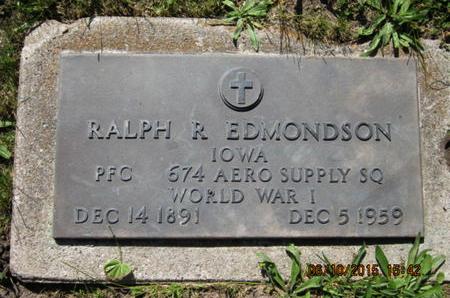 RALPH R EDMONDSON
IOWA
PFC 674 AERO SUPPLY SQ
WORLD WAR I
DEC 14 1891 DEC 5 1959
06/10/2015 15:42